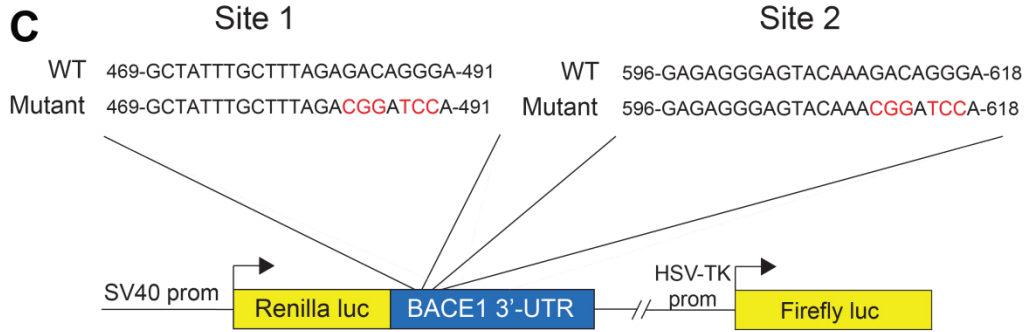 C
Site 1
Site 2
WT 469-GCTATTTGCTTTAGAGACAGGGA-491
WT 596-GAGAGGGAGTACAAAGACAGGGA-618
Mutant 469-GCTATTTGCTTTAGACGGATCCA-491
Mutant 596-GAGAGGGAGTACAAACGGATCCA-618
SV40 prom
Renilla luc
BACE1 3’-UTR
//
HSV-TK
prom
Firefly luc